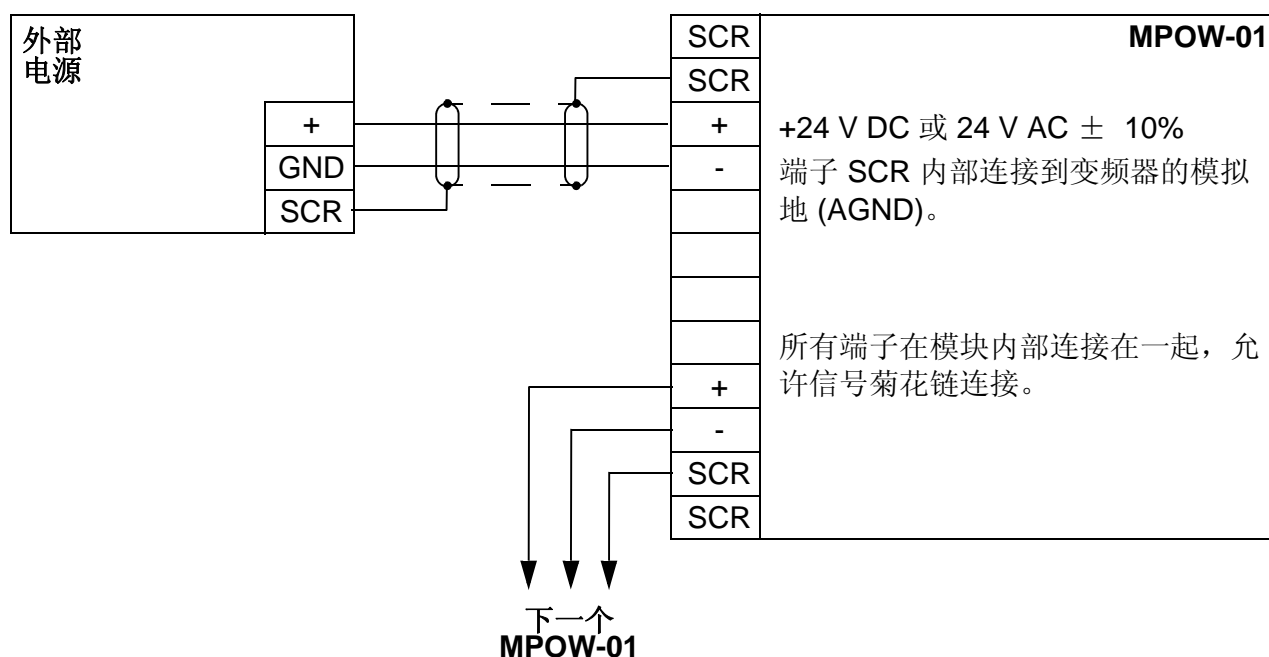 外部
电源
+
GND
SCR
SCR
SCR
+
-
+
-
SCR
SCR
MPOW-01
+24 V DC 或 24 V AC ± 10%
端子 SCR 内部连接到变频器的模拟
地 (AGND)。
所有端子在模块内部连接在一起，允
许信号菊花链连接。
下一个
MPOW-01